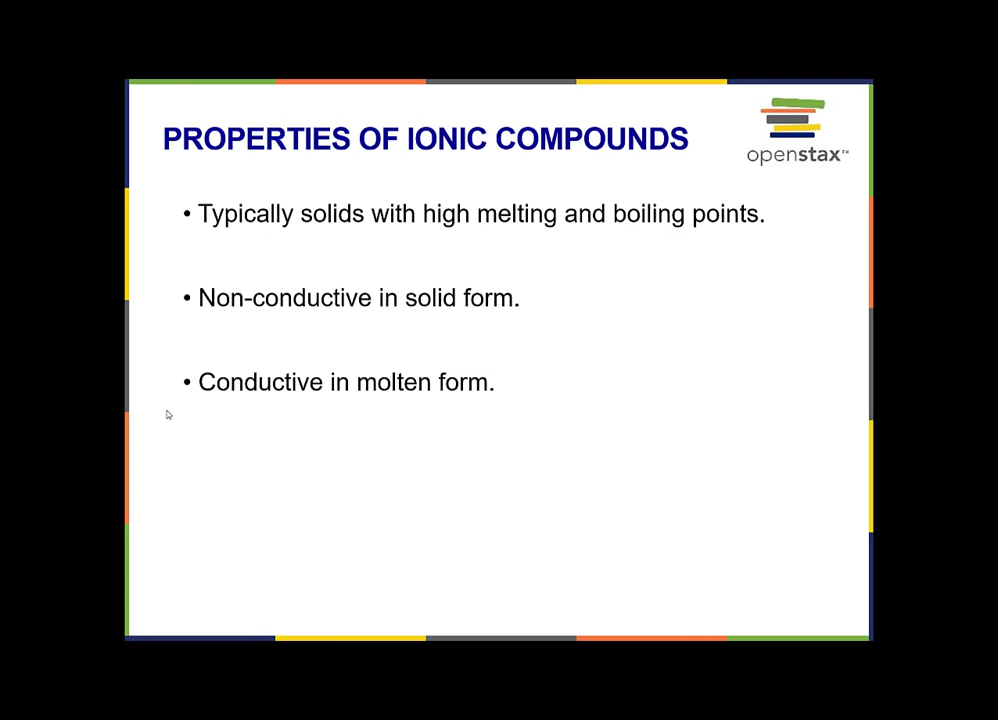 PROPERTIES OF IONIC COMPOUNDS
openstax™
• Typically solids with high melting and boiling points.
• Non-conductive in solid form.
• Conductive in molten form.